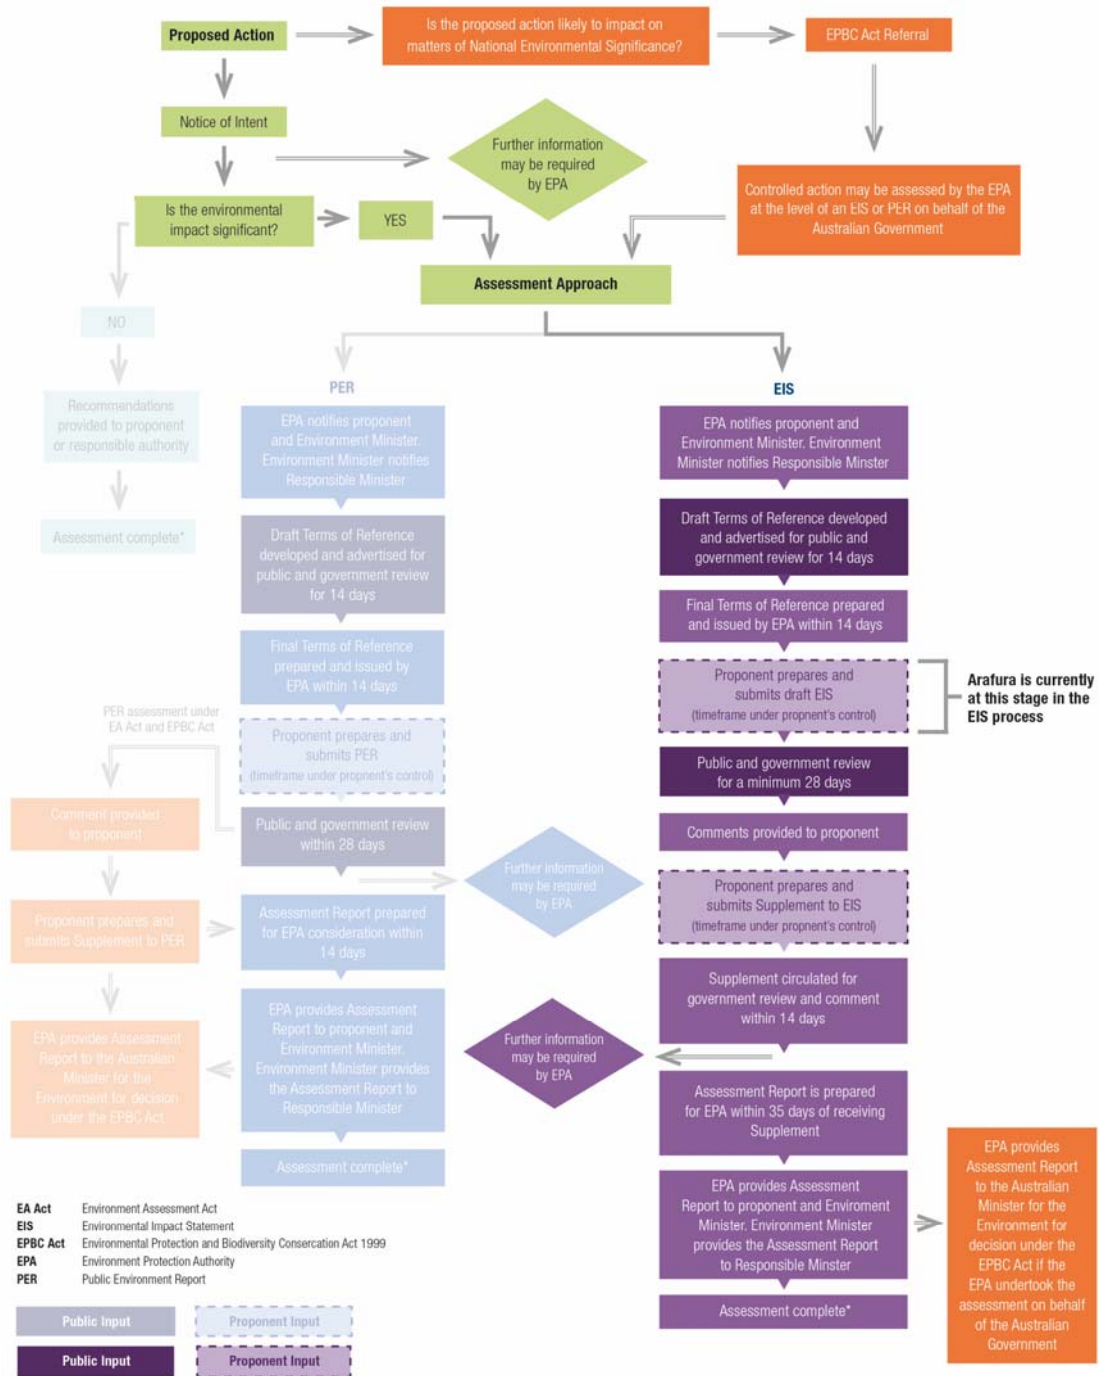 Proposed Action
Is the proposed action likely to impact on
matters of National Environmental Significance?
EPBC Act Referral
Notice of Intent
Further information
may be required
by EPA
Controlled action may be assessed by the EPA
at the level of an EIS or PER on behalf of the
Australian Government
Is the environmental
impact significant?
YES
Assessment Approach
NO
Recommendations
provided to proponent
or responsible authority
Assessment complete*
PER
EPA notifies proponent
and Environment Minister.
Environment Minister notifies
Responsible Minister
Draft Terms of Reference
developed and advertised for
public and government review
for 14 days
Final Terms of Reference
prepared and issued by
EPA within 14 days
PER assessment under
EA Act and EPBC Act
Proponent prepares and
submits PER
(timeframe under propnent's control)
Public and government review
within 28 days
Comment provided
to proponent
Proponent prepares and
submits Supplement to PER
EPA provides Assessment
Report to the Australian
Minister for the
Environment for decision
under the EPBC Act
Further information
may be required
by EPA
Assessment Report prepared
for EPA consideration within
14 days
EPA provides Assessment
Report to proponent and
Environment Minister.
Environment Minister provides
the Assessment Report to
Responsible Minister
Assessment complete*
EIS
EPA notifies proponent and
Environment Minister. Environment
Minister notifies Responsible Minster
Draft Terms of Reference developed
and advertised for public and
government review for 14 days
Final Terms of Reference prepared
and issued by EPA within 14 days
Proponent prepares and
submits draft EIS
(timeframe under propnent's control)
Arafura is currently
at this stage in the
EIS process
Public and government review
for a minimum 28 days
Comments provided to proponent
Proponent prepares and
submits Supplement to EIS
(timeframe under propnent's control)
Supplement circulated for
government review and comment
within 14 days
Further information
may be required
by EPA
Assessment Report is prepared
for EPA within 35 days of receiving
Supplement
EPA provides Assessment
Report to proponent and Enviroment
Minister. Environment Minister
provides the Assessment Report
to Responsible Minster
Assessment complete*
EPA provides
Assessment Report
to the Australian
Minister for the
Environment for
decision under the
EPBC Act if the
EPA undertook the
assessment on behalf
of the Australian
Government
EA Act Environment Assessment Act
EIS Environmental Impact Statement
EPBC Act Environmental Protection and Biodiversity Consercation Act 1999
EPA Environment Protection Authority
PER Public Environment Report
Public Input
Proponent Input
Public Input
Proponent Input